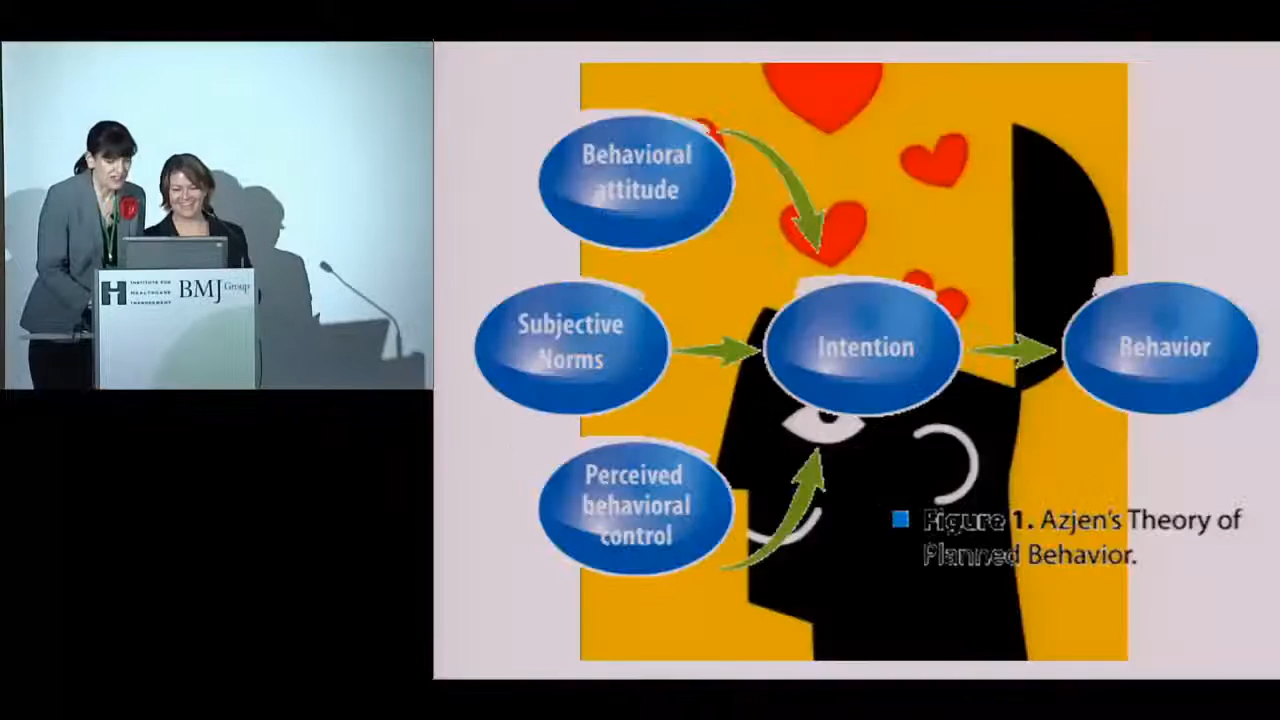 INSTITUTE FOR
HEALTHCARE
IMPROVEMENT
BMJ Group
Behavioral
attitude
Subjective
Norms
Intention
Behavior
Perceived
behavioral
control
Figure 1. Azjen's Theory of
Planned Behavior.